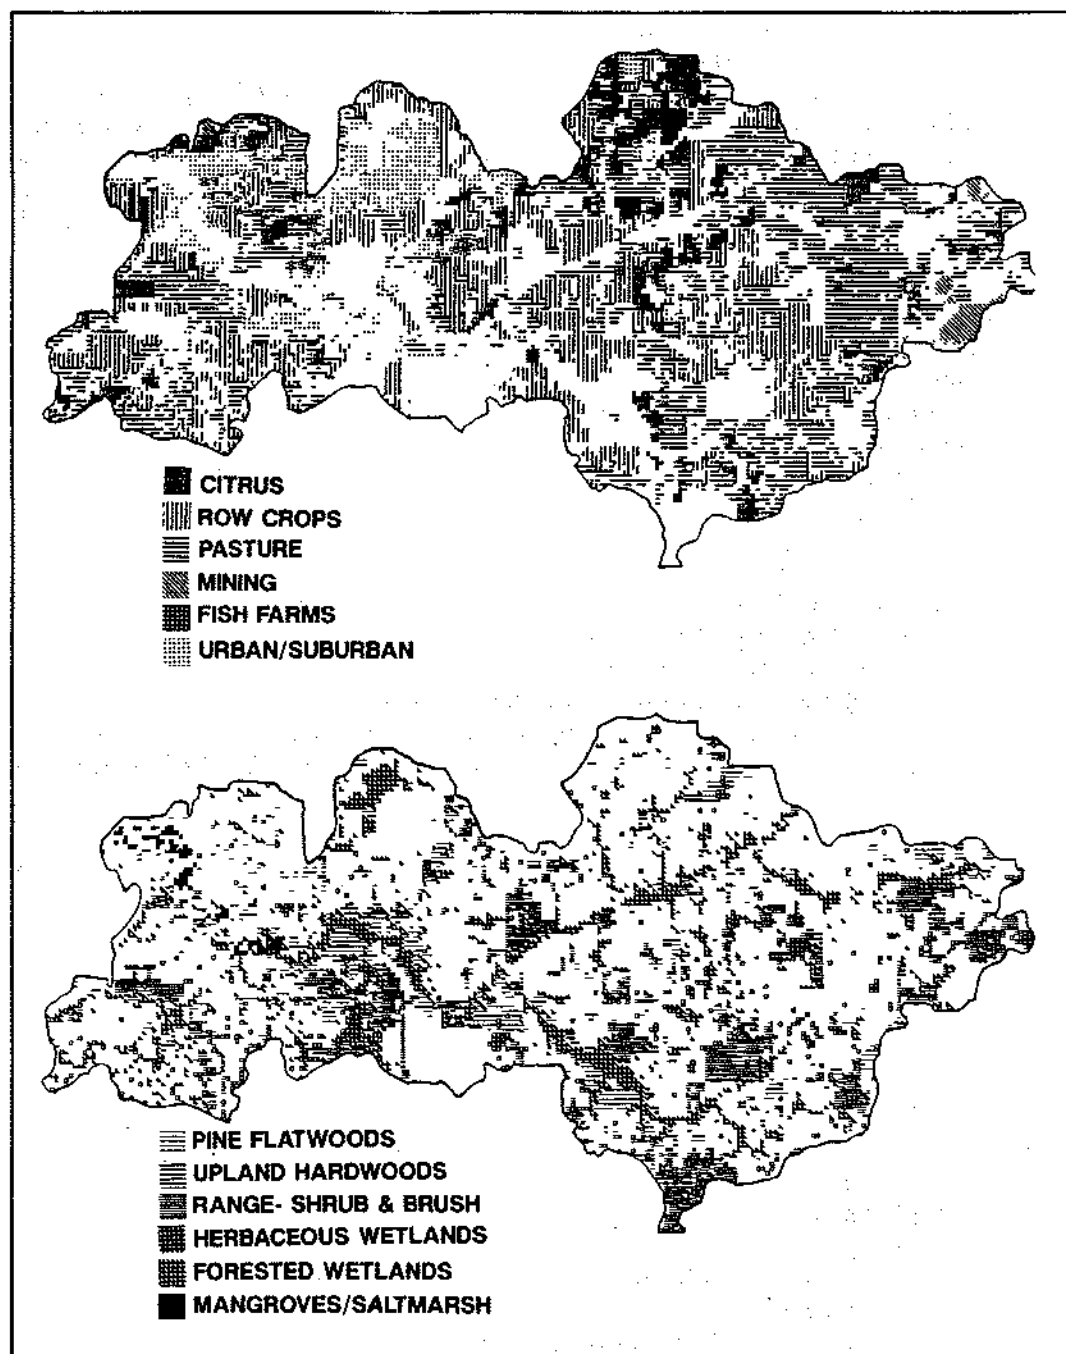 CITRUS
ROW CROPS
PASTURE
MINING
FISH FARMS
URBAN/SUBURBAN
PINE FLATWOODS
UPLAND HARDWOODS
RANGE- SHRUB & BRUSH
HERBACEOUS WETLANDS
FORESTED WETLANDS
MANGROVES/SALTMARSH